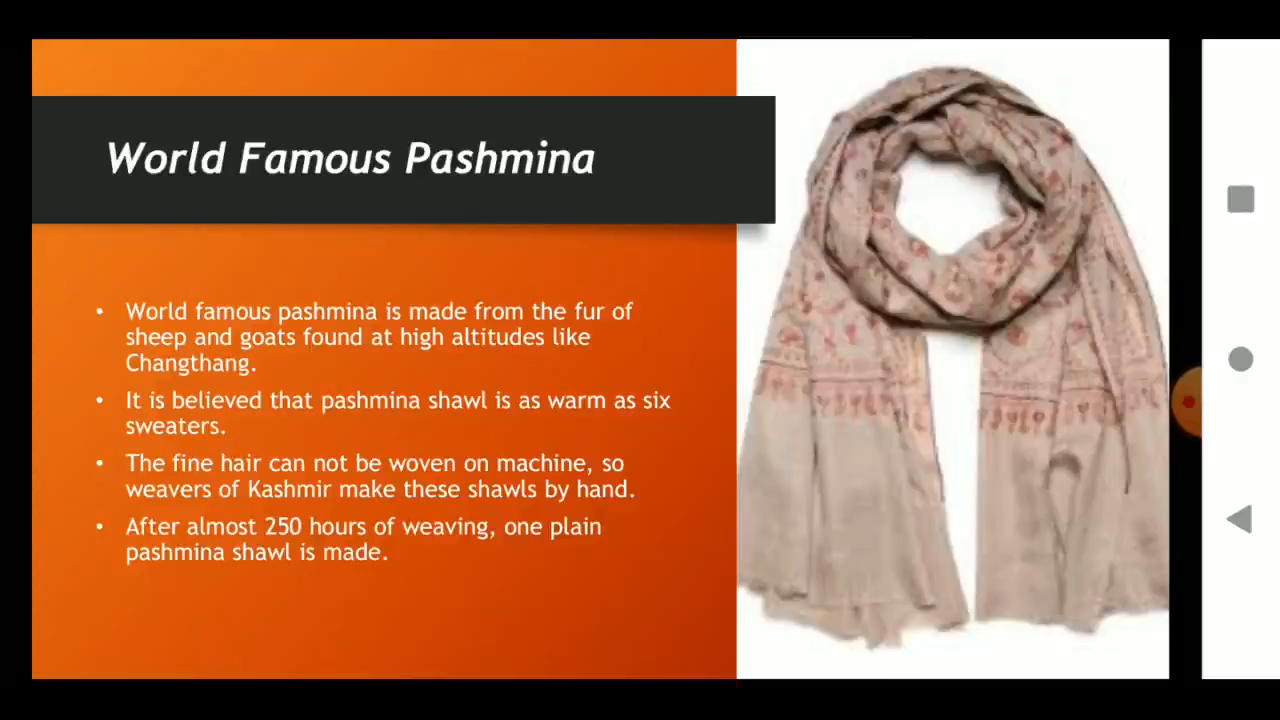 World Famous Pashmina
• World famous pashmina is made from the fur of
sheep and goats found at high altitudes like
Changthang.
• It is believed that pashmina shawl is as warm as six
sweaters.
• The fine hair can not be woven on machine, so
weavers of Kashmir make these shawls by hand.
• After almost 250 hours of weaving, one plain
pashmina shawl is made.